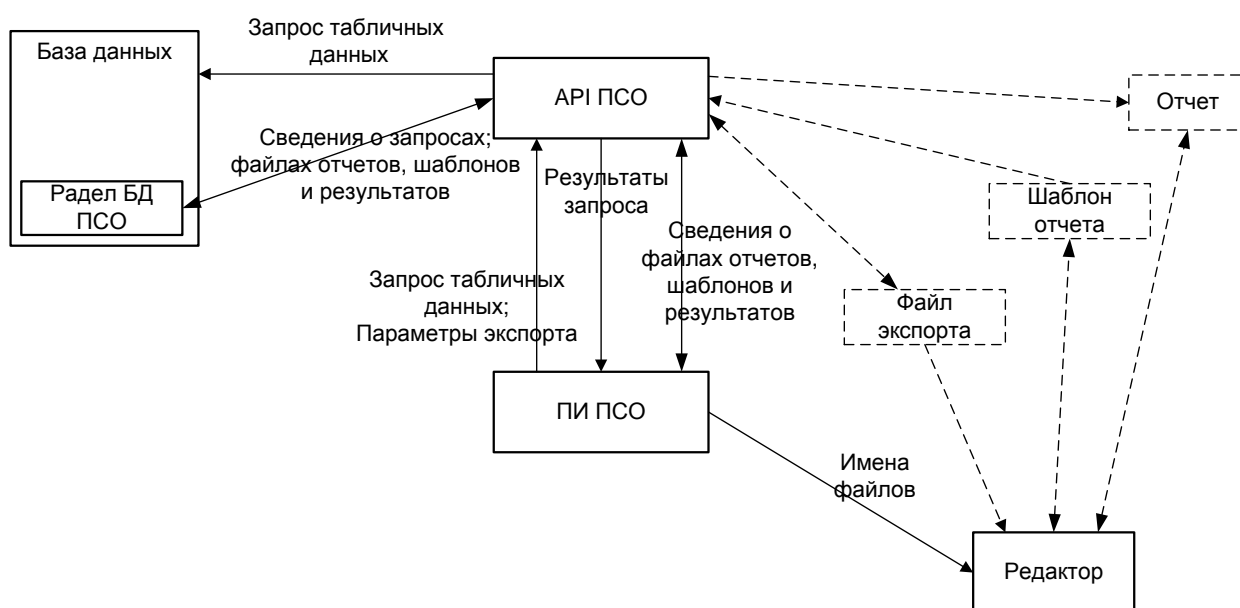 Запрос табличных
данных
База данных
API ПСО
Отчет
Сведения о запросах;
файлах отчетов, шаблонов
и результатов
Радел БД
ПСО
Результаты
запроса
Шаблон
отчета
Сведения о
файлах отчетов,
шаблонов и
результатов
Запрос табличных
данных;
Параметры экспорта
Файл
экспорта
ПИ ПСО
Имена
файлов
Редактор